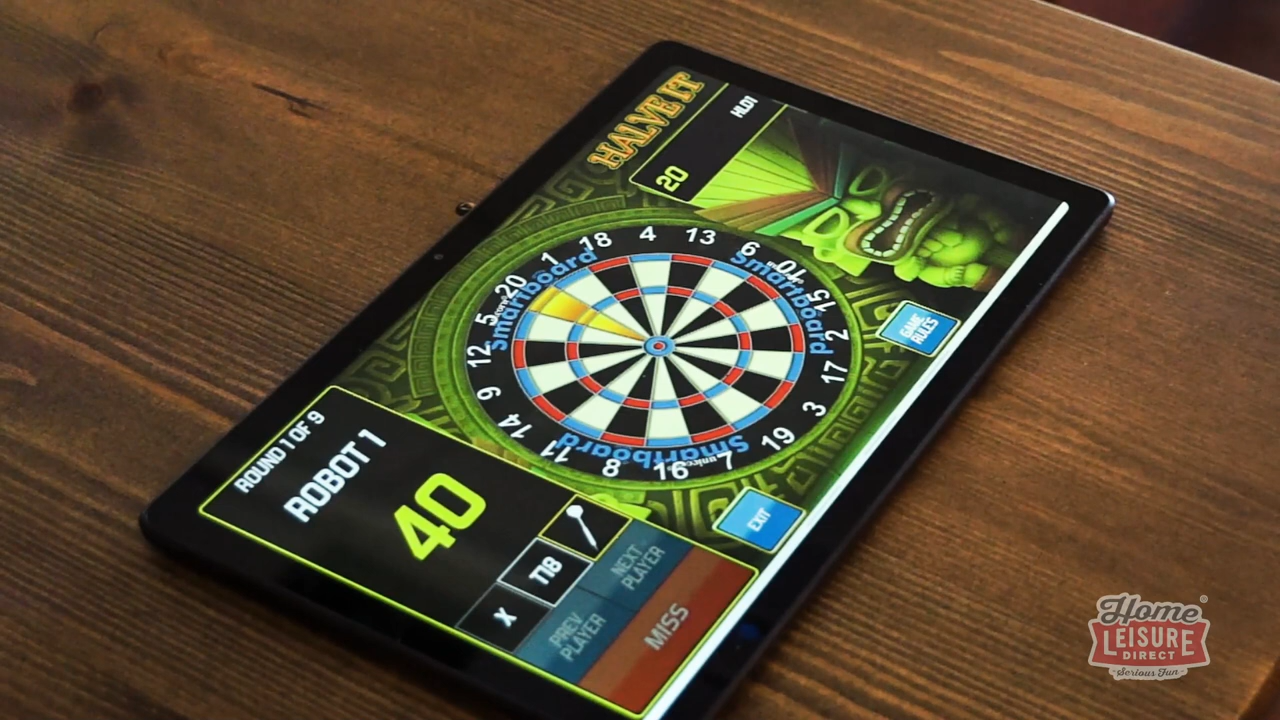 HALVE IT
HLD1
20
20 1 18 4 13 6 10 15 2 17 3 19 7 16 8 11 14 9 12 5
Smartboard
Smartboard
Smartboard
Smartboard
GAME
RULES
EXIT
ROUND 1 OF 9
ROBOT 1
40
X
T18
PREV
PLAYER
NEXT
PLAYER
MISS
Home
LEISURE
DIRECT
Serious Fun